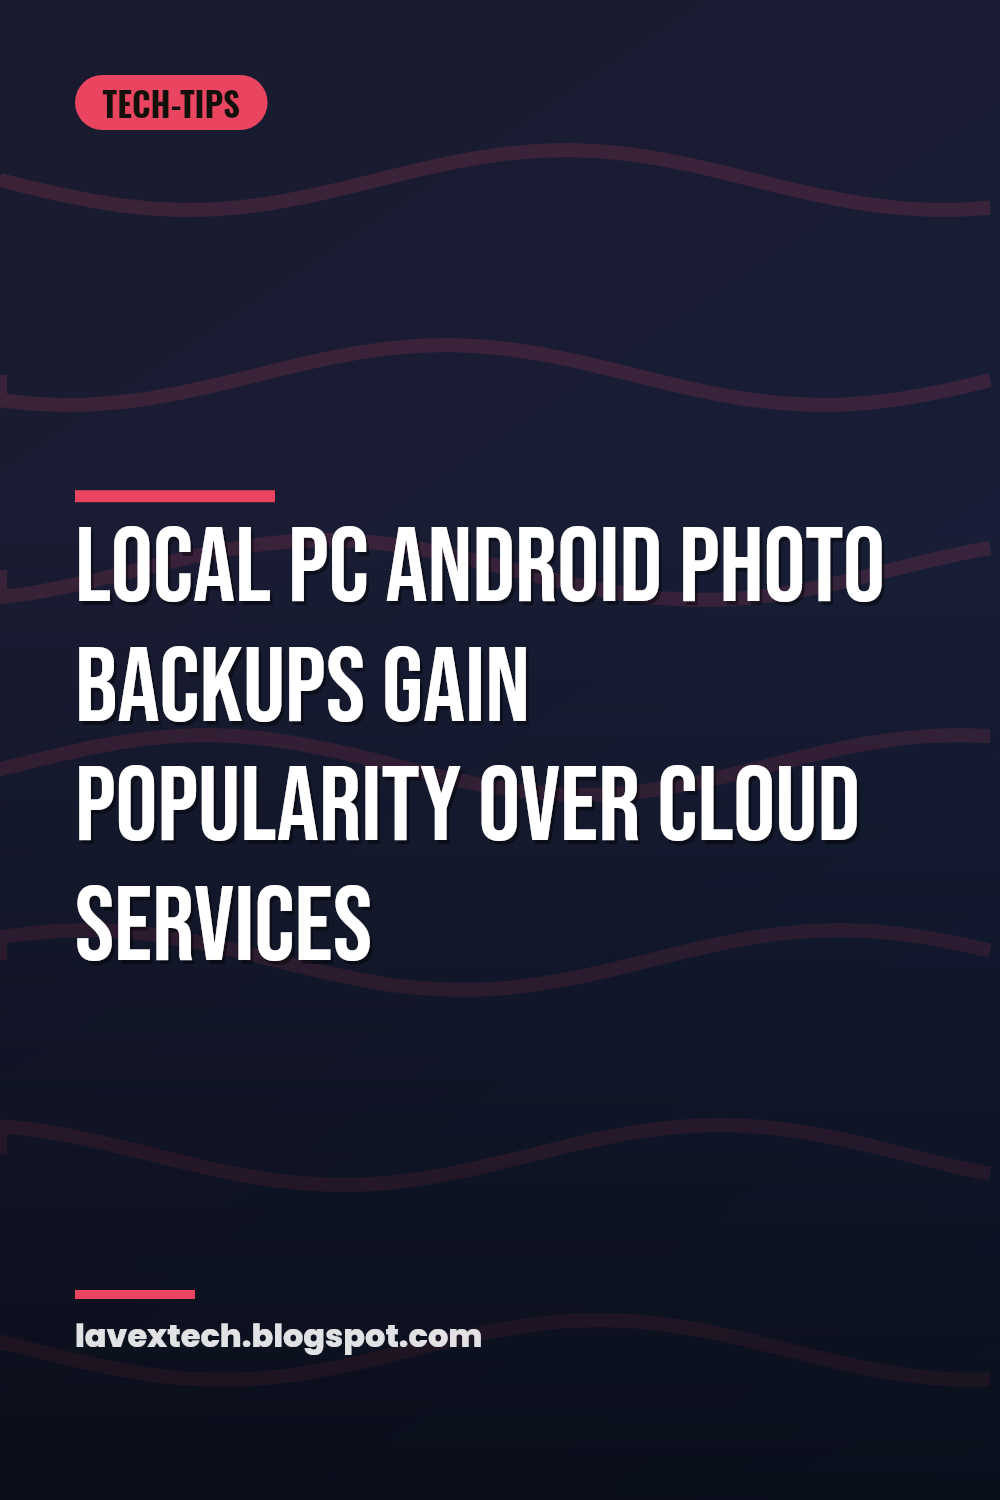 TECH-TIPS
LOCAL PC ANDROID PHOTO
BACKUPS GAIN
POPULARITY OVER CLOUD
SERVICES
lavextech.blogspot.com